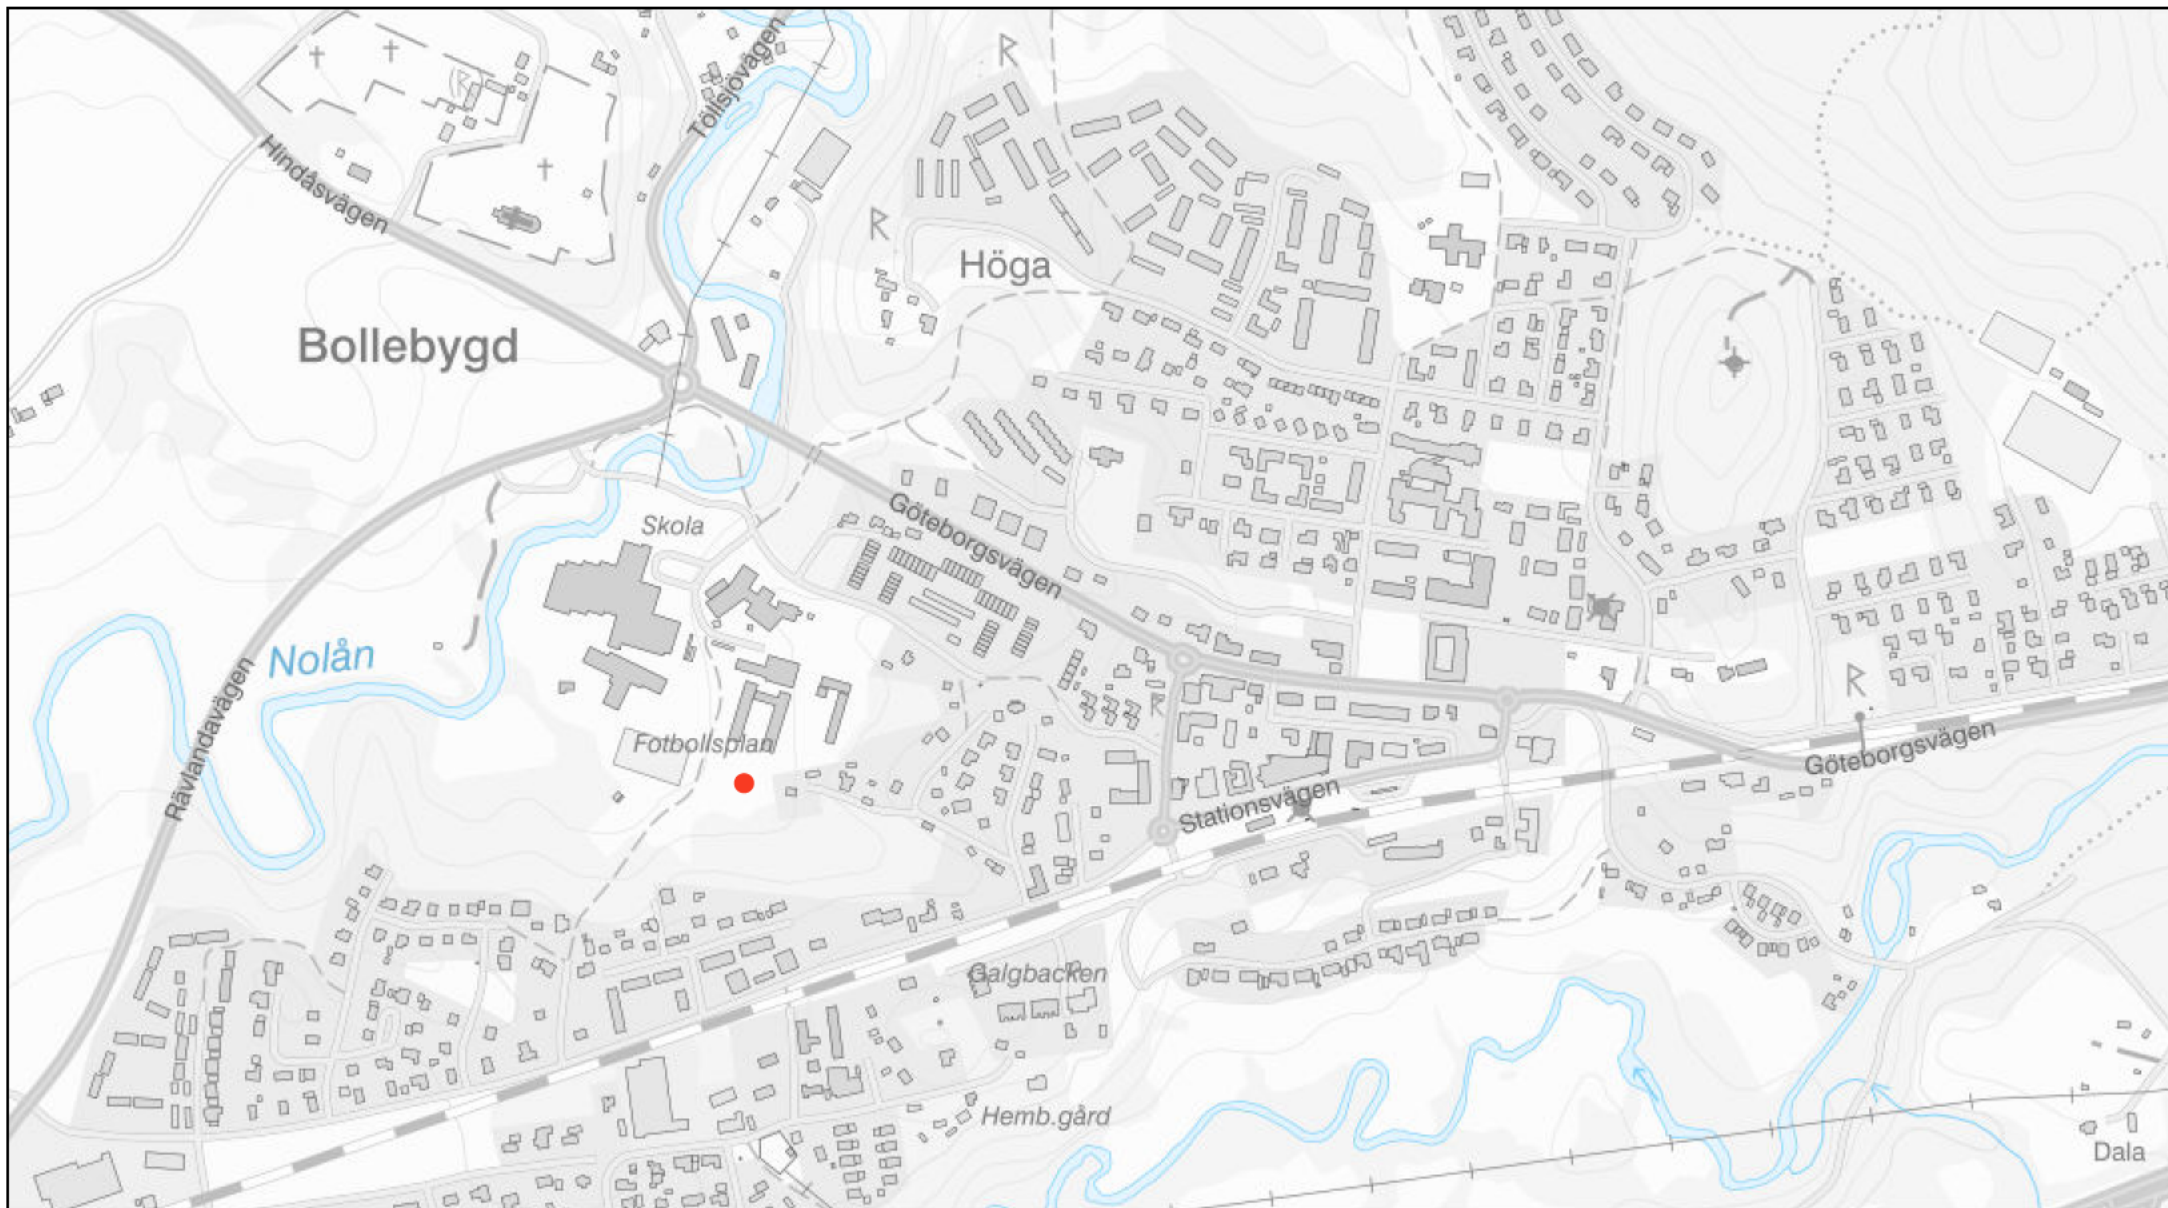 Töllsjövägen
Hindåsvägen
R
R
R
Höga
Bollebygd
Göteborgsvägen
Skola
Nolån
Rävlandavägen
R
R
Fotbollsplan
Göteborgsvägen
Stationsvägen
Galgbacken
Hemb.gård
Dala